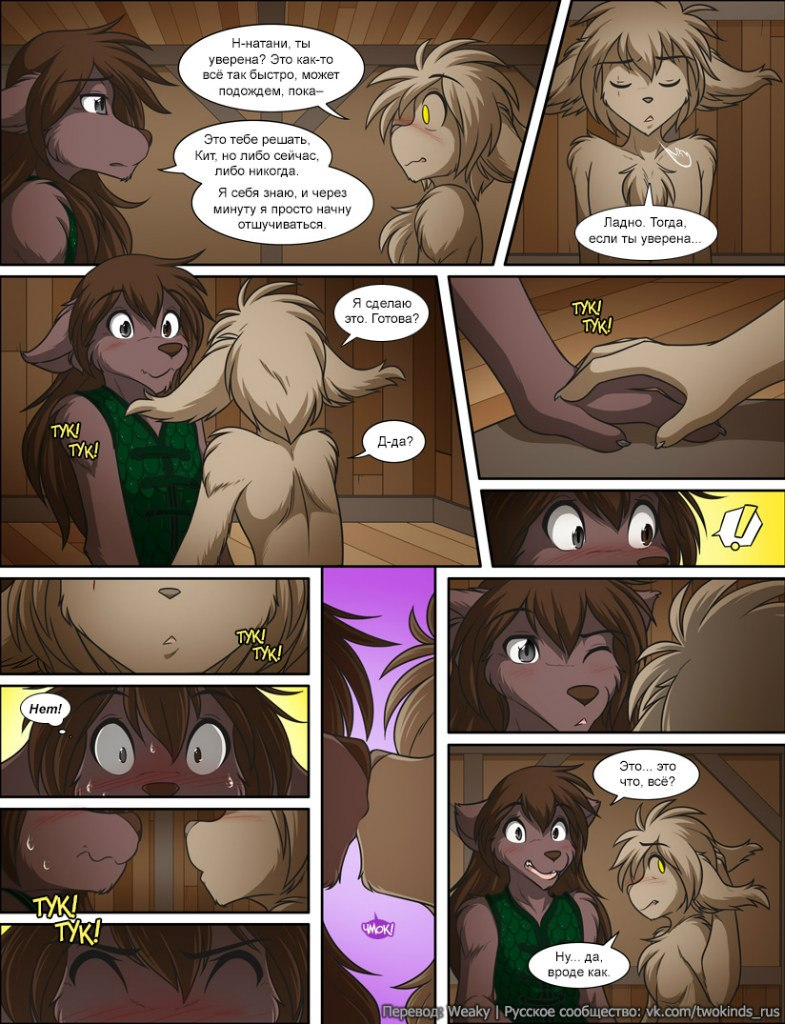 Н-натани, ты
уверена? Это как-то
всё так быстро, может
подождем, пока–
Это тебе решать,
Кит, но либо сейчас,
либо никогда.
Я себя знаю, и через
минуту я просто начну
отшучиваться.
Ладно. Тогда,
если ты уверена...
Я сделаю
это. Готова?
Д-да?
ТУК!
ТУК!
ТУК!
ТУК!
!
ТУК!
ТУК!
Нет!
ТУК!
ТУК!
ЧМОК!
Это... это
что, всё?
Ну... да,
вроде как.
Перевод: Weaky | Русское сообщество: vk.com/twokinds_rus